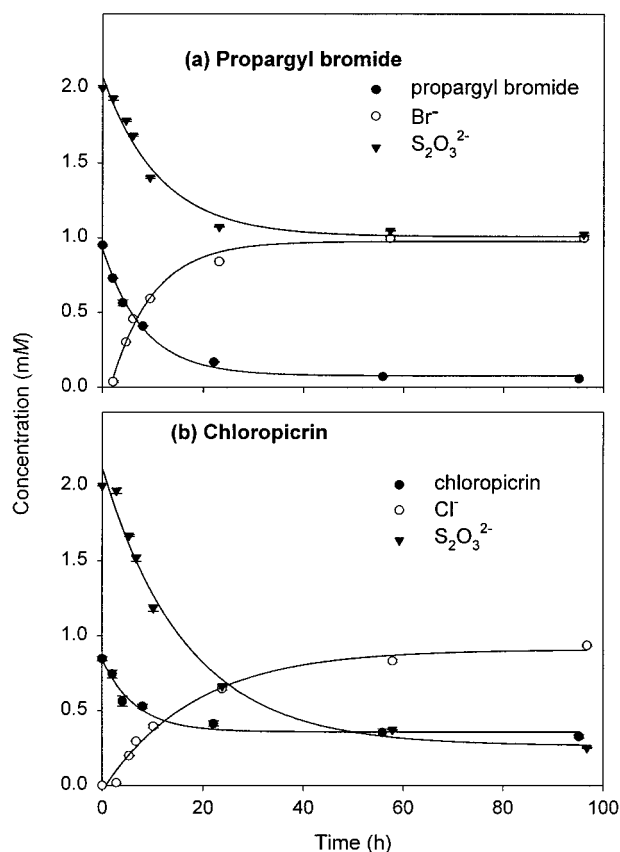 (a) Propargyl bromide
propargyl bromide
Br⁻
S₂O₃²⁻
2.0
1.5
1.0
0.5
0.0
Concentration (mM)
(b) Chloropicrin
chloropicrin
Cl⁻
S₂O₃²⁻
2.0
1.5
1.0
0.5
0.0
0
20
40
60
80
100
Time (h)